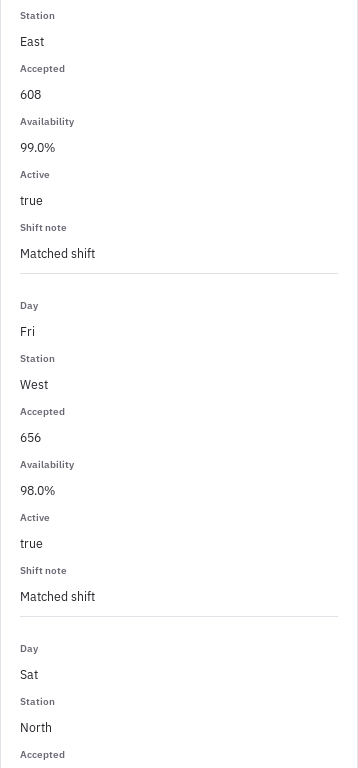 Station
East
Accepted
608
Availability
99.0%
Active
true
Shift note
Matched shift
Day
Fri
Station
West
Accepted
656
Availability
98.0%
Active
true
Shift note
Matched shift
Day
Sat
Station
North
Accepted